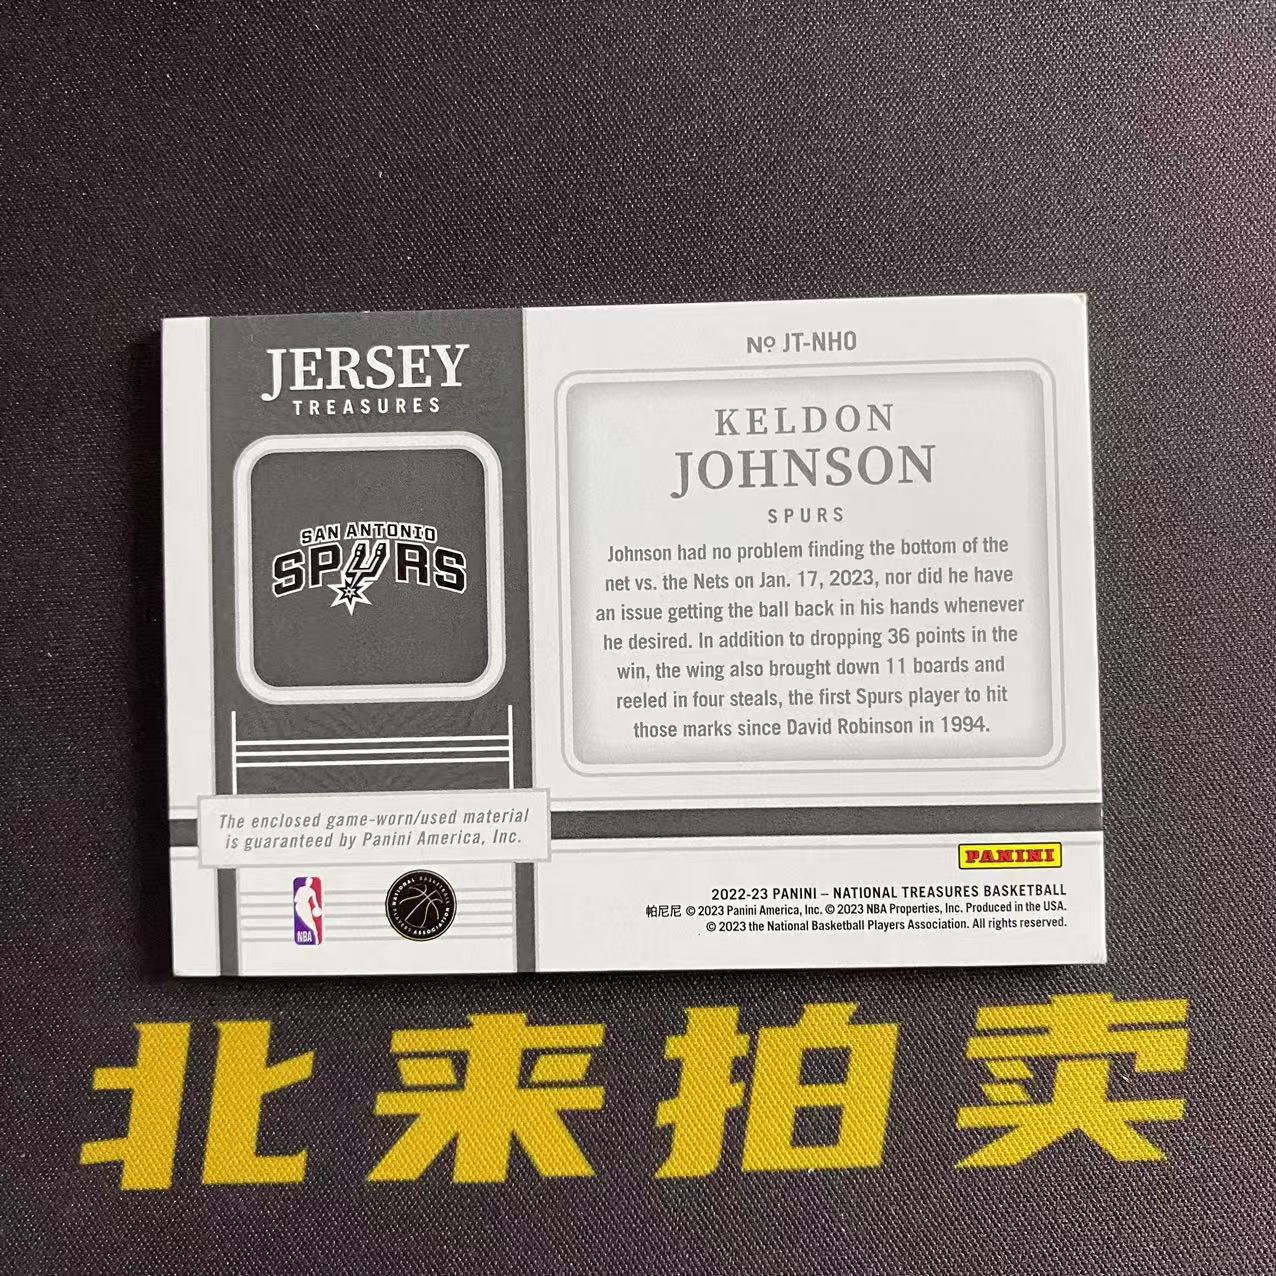 JERSEY
TREASURES
SAN ANTONIO
SPURS
The enclosed game-worn/used material
is guaranteed by Panini America, Inc.
NBA
NATIONAL BASKETBALL
PLAYERS ASSOCIATION
Nº JT-NHO
KELDON
JOHNSON
SPURS
Johnson had no problem finding the bottom of the
net vs. the Nets on Jan. 17, 2023, nor did he have
an issue getting the ball back in his hands whenever
he desired. In addition to dropping 36 points in the
win, the wing also brought down 11 boards and
reeled in four steals, the first Spurs player to hit
those marks since David Robinson in 1994.
PANINI
2022-23 PANINI – NATIONAL TREASURES BASKETBALL
帕尼尼 © 2023 Panini America, Inc. © 2023 NBA Properties, Inc. Produced in the USA.
© 2023 the National Basketball Players Association. All rights reserved.
北来拍卖